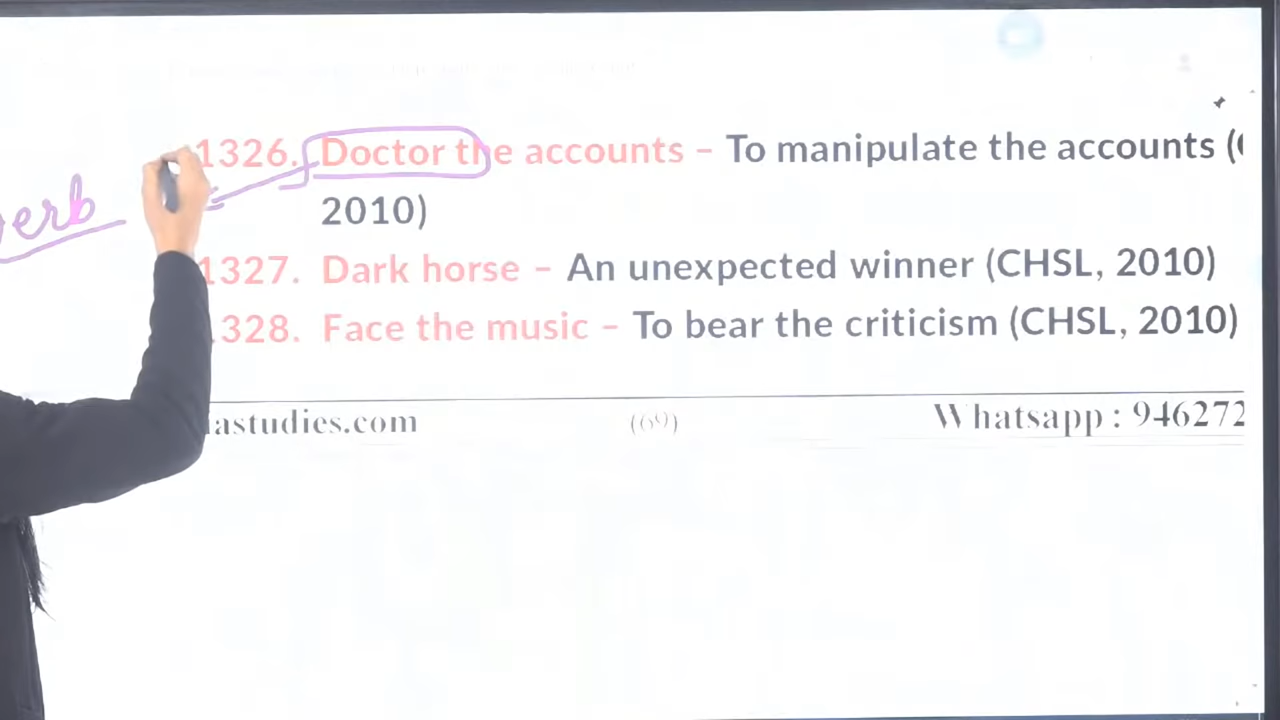 1326. Doctor the accounts – To manipulate the accounts (
2010)
erb
1327. Dark horse – An unexpected winner (CHSL, 2010)
1328. Face the music – To bear the criticism (CHSL, 2010)
astudies.com (69) Whatsapp : 946272